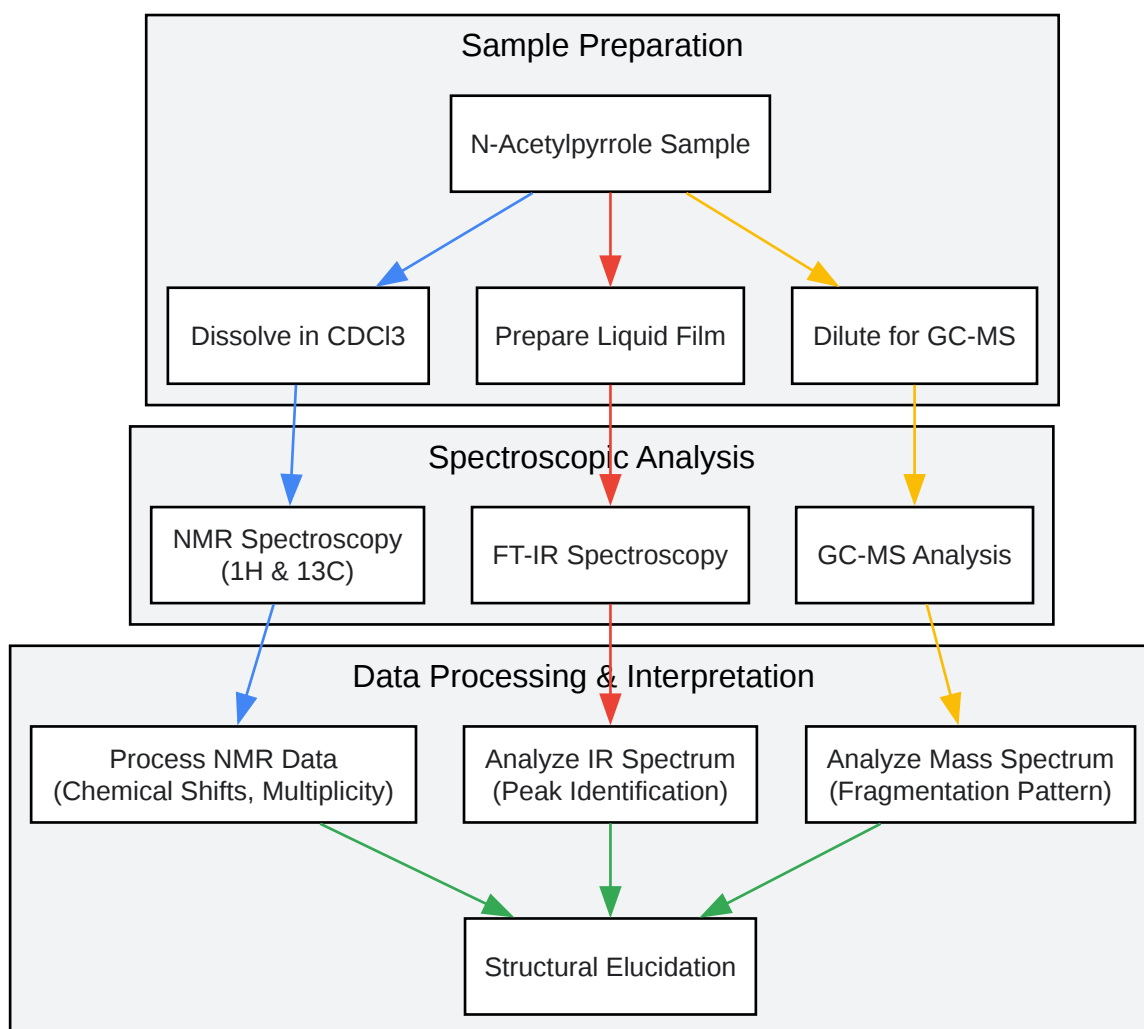 Sample Preparation
N-Acetylpyrrole Sample
Dissolve in CDCl3
Prepare Liquid Film
Dilute for GC-MS
Spectroscopic Analysis
NMR Spectroscopy
(1H & 13C)
FT-IR Spectroscopy
GC-MS Analysis
Data Processing & Interpretation
Process NMR Data
(Chemical Shifts, Multiplicity)
Analyze IR Spectrum
(Peak Identification)
Analyze Mass Spectrum
(Fragmentation Pattern)
Structural Elucidation